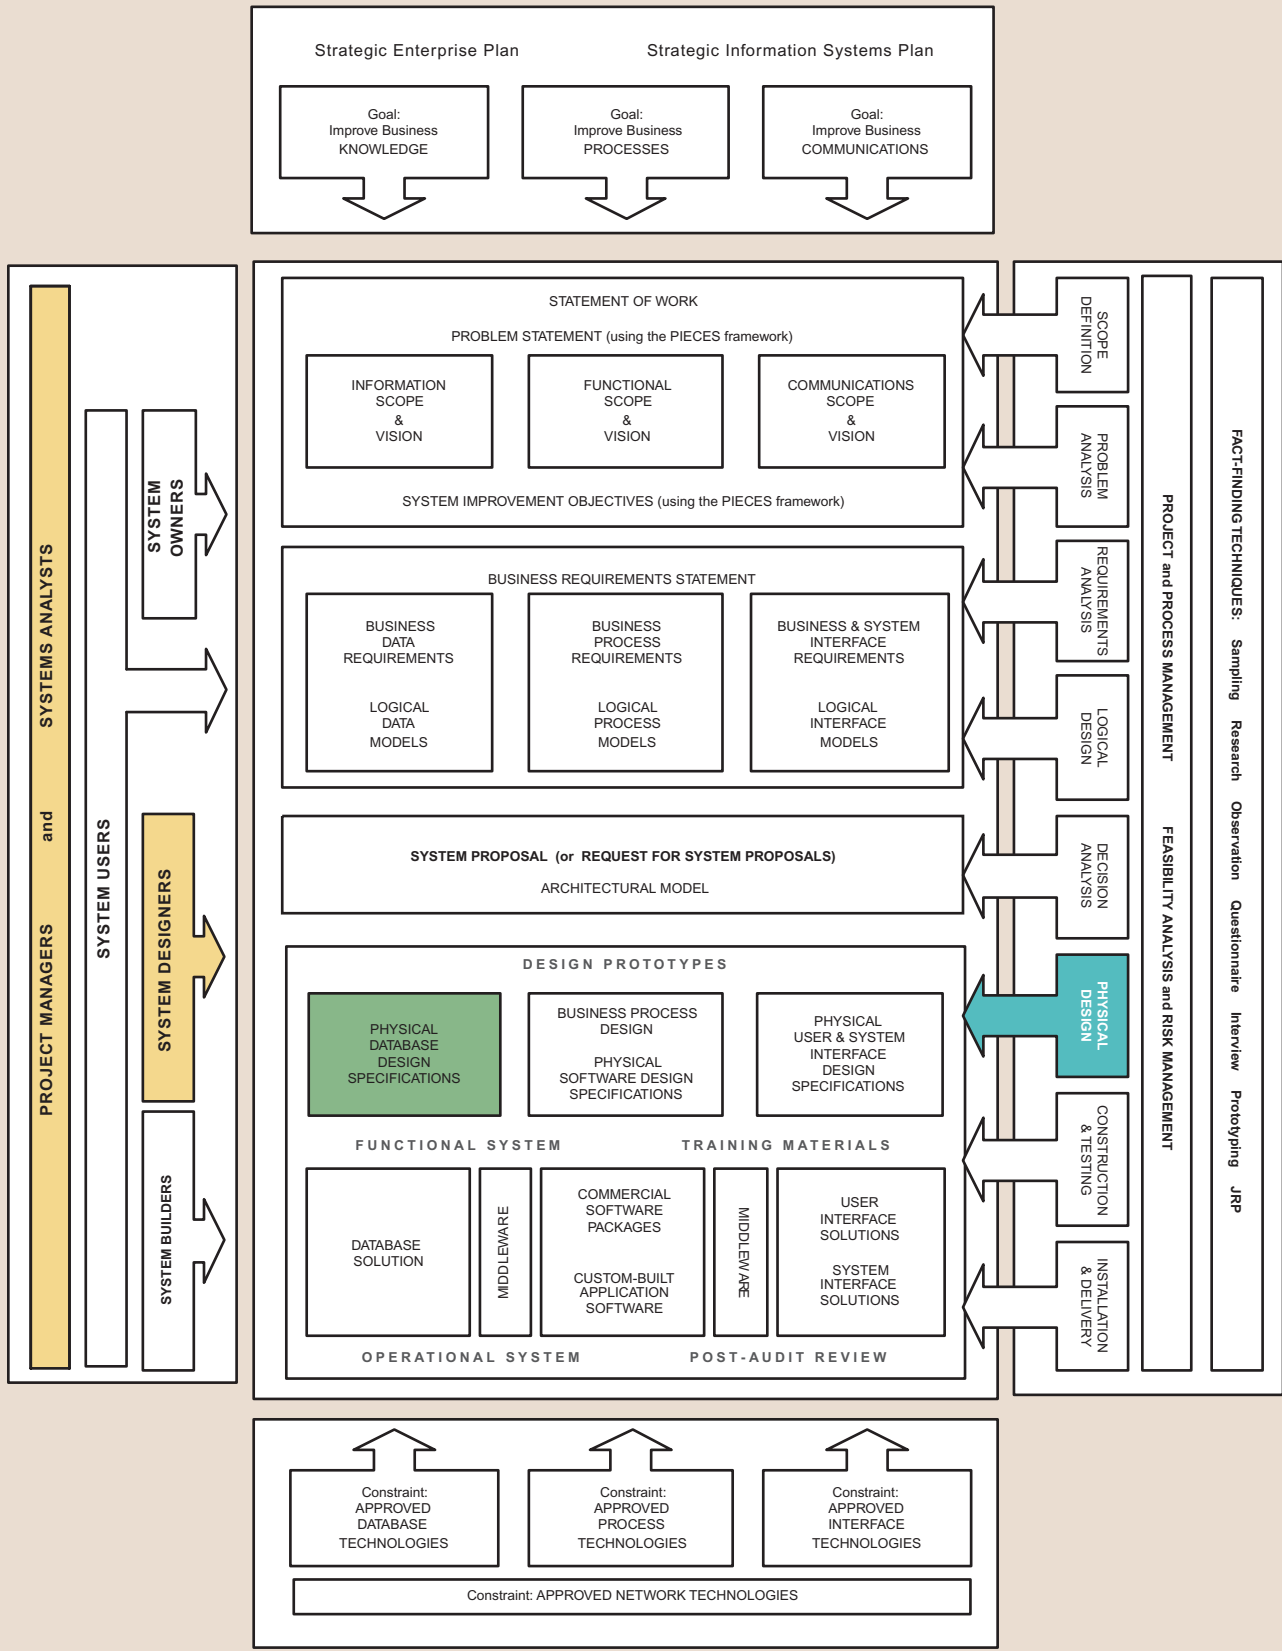 Strategic Enterprise Plan
Strategic Information Systems Plan
Goal:
Improve Business
KNOWLEDGE
Goal:
Improve Business
PROCESSES
Goal:
Improve Business
COMMUNICATIONS
PROJECT MANAGERS and SYSTEMS ANALYSTS
SYSTEM USERS
SYSTEM
OWNERS
SYSTEM DESIGNERS
SYSTEM BUILDERS
STATEMENT OF WORK
PROBLEM STATEMENT (using the PIECES framework)
INFORMATION
SCOPE
&
VISION
FUNCTIONAL
SCOPE
&
VISION
COMMUNICATIONS
SCOPE
&
VISION
SYSTEM IMPROVEMENT OBJECTIVES (using the PIECES framework)
BUSINESS REQUIREMENTS STATEMENT
BUSINESS
DATA
REQUIREMENTS
LOGICAL
DATA
MODELS
BUSINESS
PROCESS
REQUIREMENTS
LOGICAL
PROCESS
MODELS
BUSINESS & SYSTEM
INTERFACE
REQUIREMENTS
LOGICAL
INTERFACE
MODELS
SYSTEM PROPOSAL (or REQUEST FOR SYSTEM PROPOSALS)
ARCHITECTURAL MODEL
DESIGN PROTOTYPES
PHYSICAL
DATABASE
DESIGN
SPECIFICATIONS
BUSINESS PROCESS
DESIGN
PHYSICAL
SOFTWARE DESIGN
SPECIFICATIONS
PHYSICAL
USER & SYSTEM
INTERFACE
DESIGN
SPECIFICATIONS
FUNCTIONAL SYSTEM
TRAINING MATERIALS
DATABASE
SOLUTION
MIDDLEWARE
COMMERCIAL
SOFTWARE
PACKAGES
CUSTOM-BUILT
APPLICATION
SOFTWARE
MIDDLEWARE
USER
INTERFACE
SOLUTIONS
SYSTEM
INTERFACE
SOLUTIONS
OPERATIONAL SYSTEM
POST-AUDIT REVIEW
SCOPE
DEFINITION
PROBLEM
ANALYSIS
REQUIREMENTS
ANALYSIS
LOGICAL
DESIGN
DECISION
ANALYSIS
PHYSICAL
DESIGN
CONSTRUCTION
& TESTING
INSTALLATION
& DELIVERY
PROJECT and PROCESS MANAGEMENT FEASIBILITY ANALYSIS and RISK MANAGEMENT
FACT-FINDING TECHNIQUES: Sampling Research Observation Questionnaire Interview Prototyping JRP
Constraint:
APPROVED
DATABASE
TECHNOLOGIES
Constraint:
APPROVED
PROCESS
TECHNOLOGIES
Constraint:
APPROVED
INTERFACE
TECHNOLOGIES
Constraint: APPROVED NETWORK TECHNOLOGIES